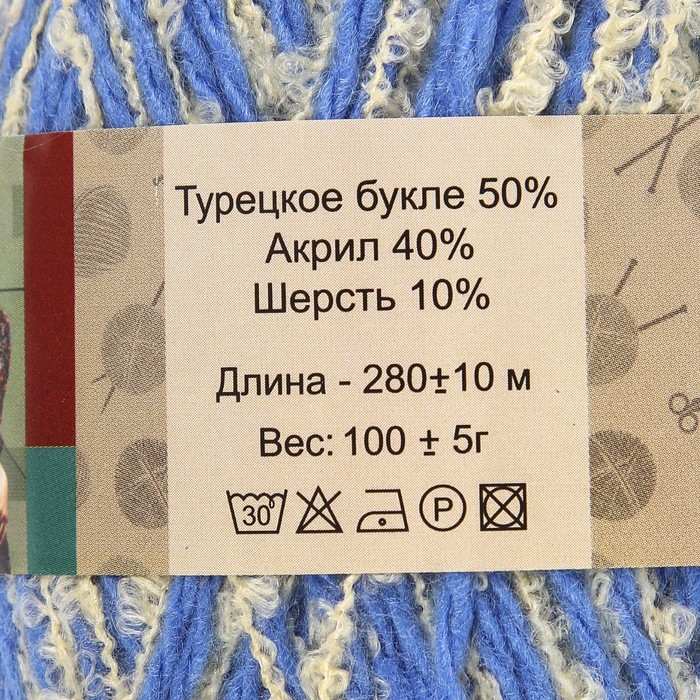 Турецкое букле 50%
Акрил 40%
Шерсть 10%
Длина - 280±10 м
Вес: 100 ± 5г
30° P